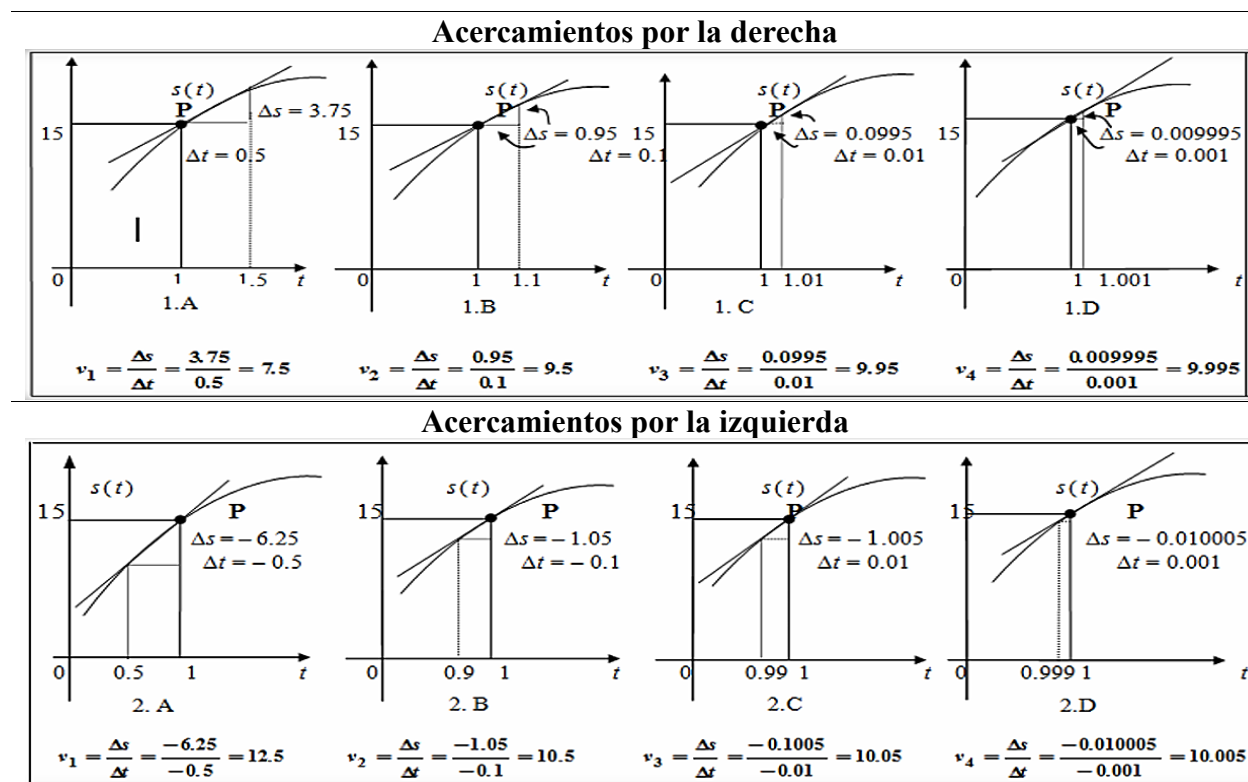 Acercamientos por la derecha
s(t)
P
15
Δs = 3.75
Δt = 0.5
0 1 1.5 t
1.A
s(t)
P
15
Δs = 0.95
Δt = 0.1
0 1 1.1 t
1.B
s(t)
P
15
Δs = 0.0995
Δt = 0.01
0 1 1.01 t
1. C
s(t)
P
15
Δs = 0.009995
Δt = 0.001
0 1 1.001 t
1.D
v₁ = Δs/Δt = 3.75/0.5 = 7.5
v₂ = Δs/Δt = 0.95/0.1 = 9.5
v₃ = Δs/Δt = 0.0995/0.01 = 9.95
v₄ = Δs/Δt = 0.009995/0.001 = 9.995
Acercamientos por la izquierda
s(t)
15
P
Δs = − 6.25
Δt = − 0.5
0 0.5 1 t
2. A
s(t)
15
P
Δs = − 1.05
Δt = − 0.1
0 0.9 1 t
2. B
s(t)
15
P
Δs = − 1.005
Δt = 0.01
0 0.99 1 t
2.C
s(t)
15
P
Δs = − 0.010005
Δt = 0.001
0 0.999 1 t
2.D
v₁ = Δs/Δt = −6.25/−0.5 = 12.5
v₂ = Δs/Δt = −1.05/−0.1 = 10.5
v₃ = Δs/Δt = −0.1005/−0.01 = 10.05
v₄ = Δs/Δt = −0.010005/−0.001 = 10.005